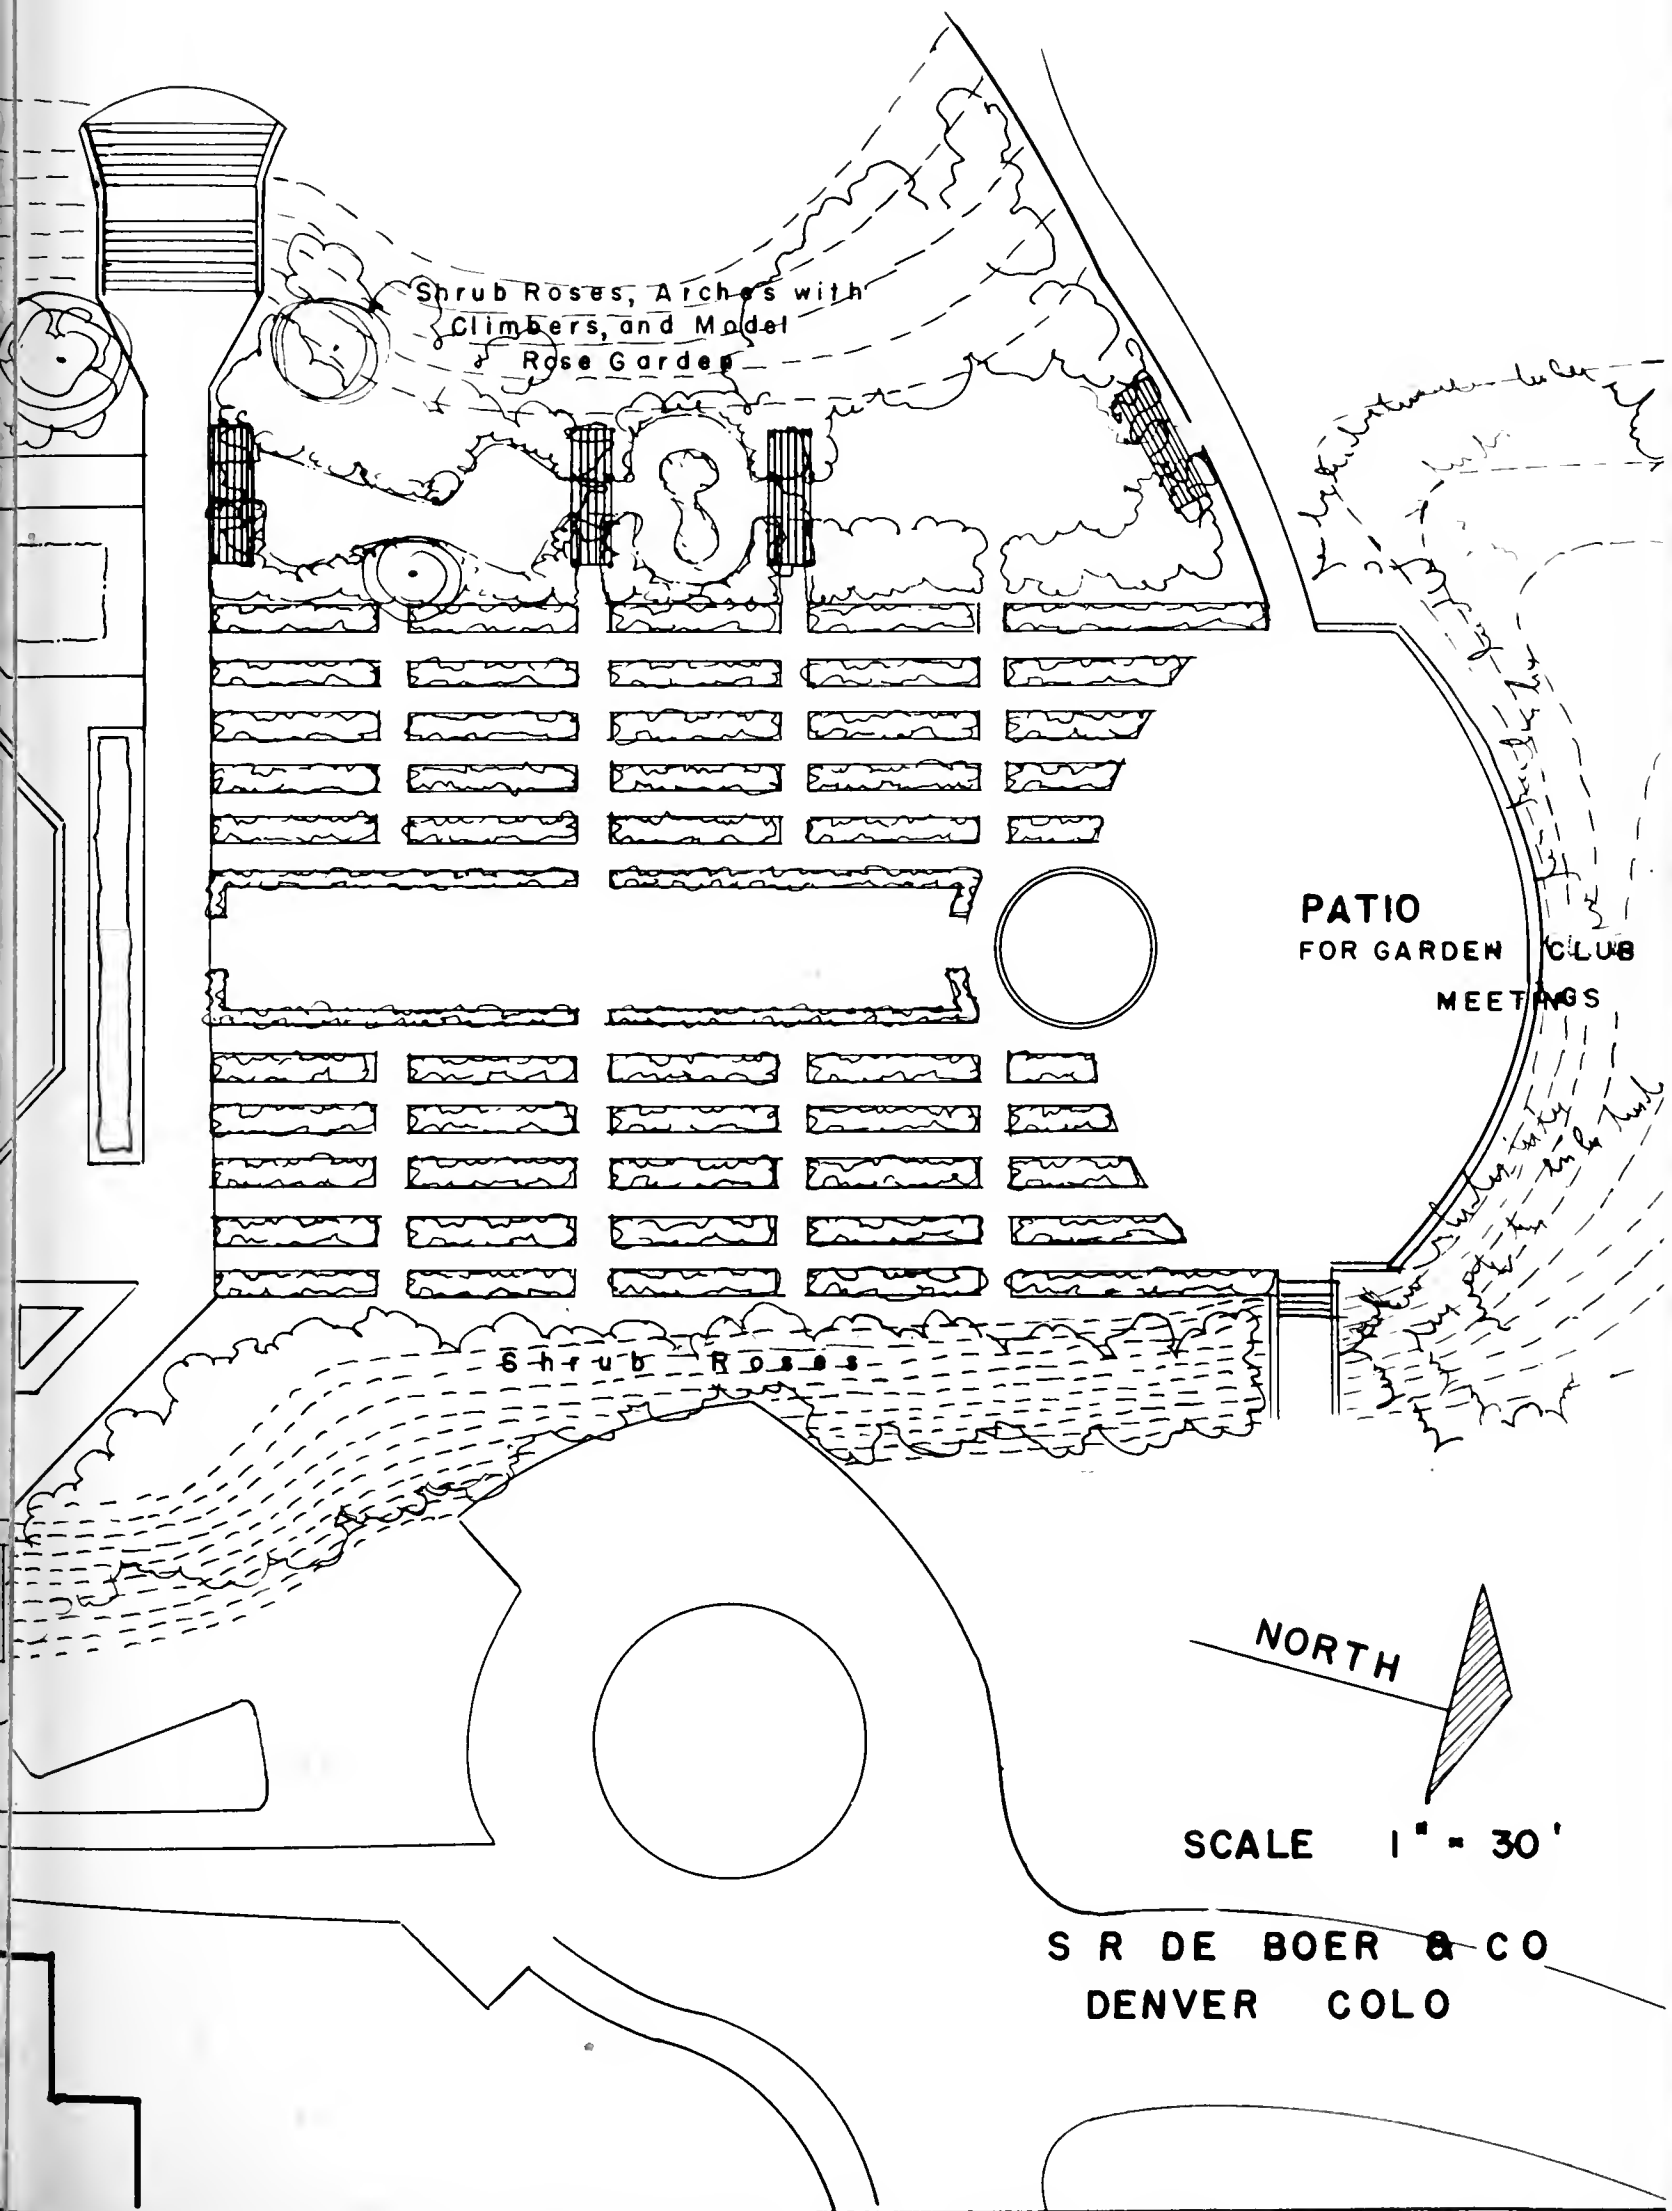 Shrub Roses, Arches with
Climbers, and Model
Rose Garden
PATIO
FOR GARDEN CLUB
MEETINGS
Shrub Roses
NORTH
SCALE 1" = 30'
S R DE BOER & CO
DENVER COLO